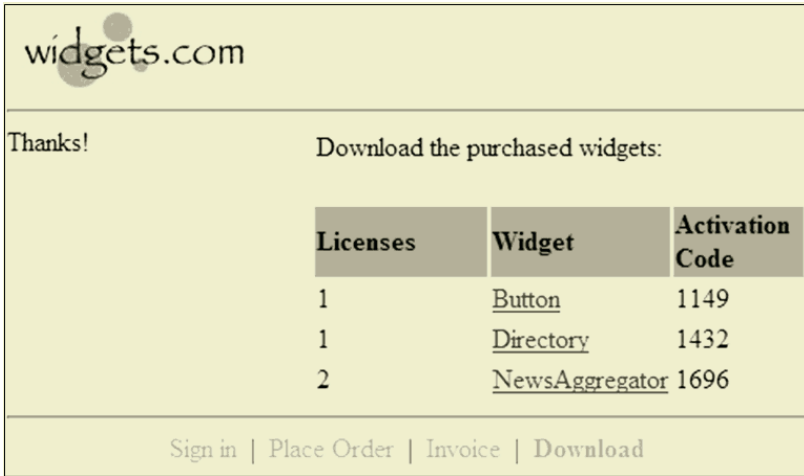 widgets.com
Thanks!
Download the purchased widgets:
Licenses Widget Activation Code
1 Button 1149
1 Directory 1432
2 NewsAggregator 1696
Sign in | Place Order | Invoice | Download